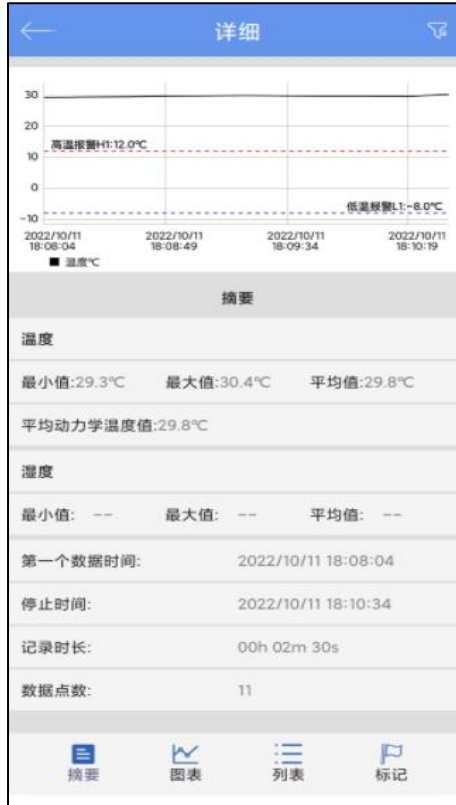 详细
30
20
高温报警H1:12.0℃
10
0
低温报警L1:-8.0℃
-10
2022/10/11 2022/10/11 2022/10/11 2022/10/11
18:08:04 18:08:49 18:09:34 18:10:19
温度℃
摘要
温度
最小值:29.3℃ 最大值:30.4℃ 平均值:29.8℃
平均动力学温度值:29.8℃
湿度
最小值: -- 最大值: -- 平均值: --
第一个数据时间: 2022/10/11 18:08:04
停止时间: 2022/10/11 18:10:34
记录时长: 00h 02m 30s
数据点数: 11
摘要 图表 列表 标记